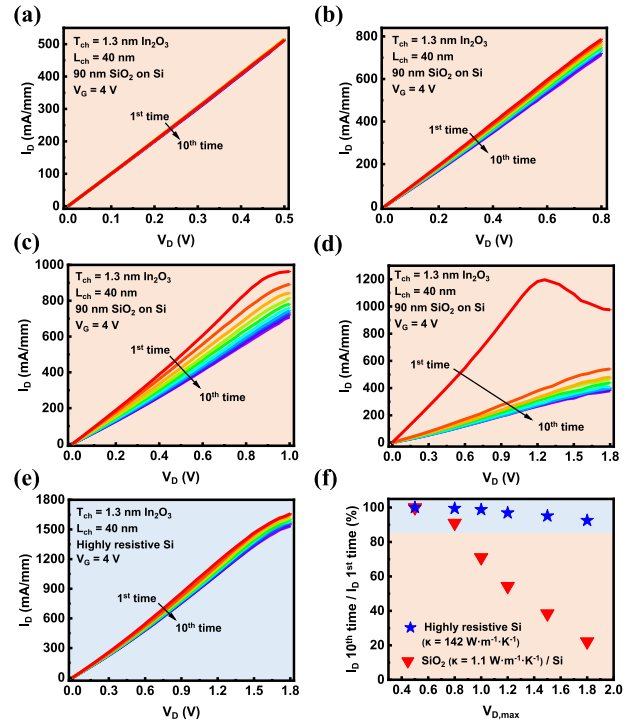 (a)
T_ch = 1.3 nm In₂O₃
L_ch = 40 nm
90 nm SiO₂ on Si
V_G = 4 V
1ˢᵗ time
10ᵗʰ time
500
400
300
200
100
0
0.0 0.1 0.2 0.3 0.4 0.5
I_D (mA/mm)
V_D (V)
(b)
T_ch = 1.3 nm In₂O₃
L_ch = 40 nm
90 nm SiO₂ on Si
V_G = 4 V
1ˢᵗ time
10ᵗʰ time
800
600
400
200
0
0.0 0.2 0.4 0.6 0.8
I_D (mA/mm)
V_D (V)
(c)
T_ch = 1.3 nm In₂O₃
L_ch = 40 nm
90 nm SiO₂ on Si
V_G = 4 V
1ˢᵗ time
10ᵗʰ time
1000
800
600
400
200
0
0.0 0.2 0.4 0.6 0.8 1.0
I_D (mA/mm)
V_D (V)
(d)
T_ch = 1.3 nm In₂O₃
L_ch = 40 nm
90 nm SiO₂ on Si
V_G = 4 V
1ˢᵗ time
10ᵗʰ time
1200
1000
800
600
400
200
0
0.0 0.3 0.6 0.9 1.2 1.5 1.8
I_D (mA/mm)
V_D (V)
(e)
T_ch = 1.3 nm In₂O₃
L_ch = 40 nm
Highly resistive Si
V_G = 4 V
1ˢᵗ time
10ᵗʰ time
1800
1500
1200
900
600
300
0
0.0 0.3 0.6 0.9 1.2 1.5 1.8
I_D (mA/mm)
V_D (V)
(f)
100
80
60
40
20
0
0.4 0.6 0.8 1.0 1.2 1.4 1.6 1.8 2.0
I_D 10ᵗʰ time / I_D 1ˢᵗ time (%)
Highly resistive Si
(κ = 142 W·m⁻¹·K⁻¹)
SiO₂ (κ = 1.1 W·m⁻¹·K⁻¹) / Si
V_D,max